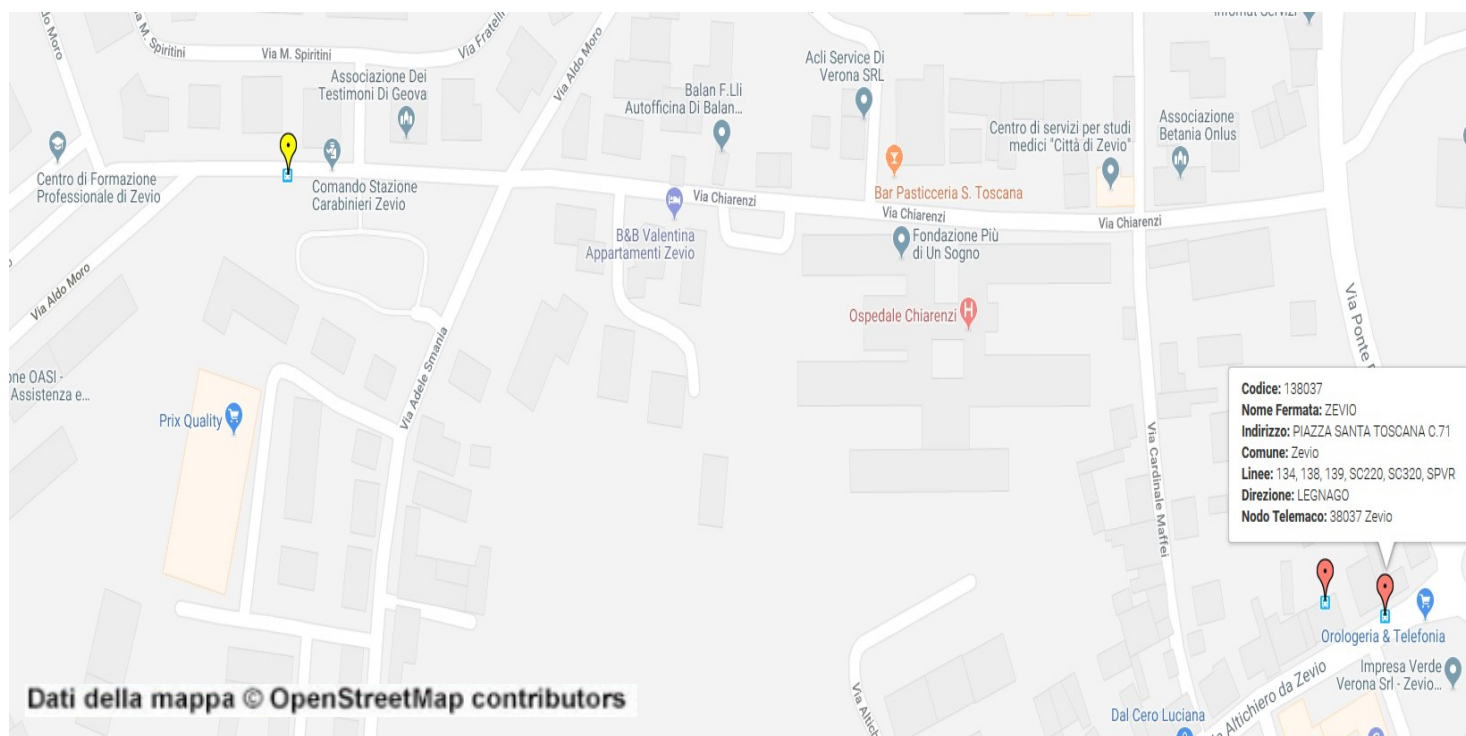 Aldo Moro
Via M. Spiritini
Via M. Spiritini
Via Fratelli
Via Aldo Moro
Associazione Dei
Testimoni Di Geova
Centro di Formazione
Professionale di Zevio
Comando Stazione
Carabinieri Zevio
Balan F.Lli
Autofficina Di Balan...
Acli Service Di
Verona SRL
Centro di servizi per studi
medici "Città di Zevio"
Associazione
Betania Onlus
Bar Pasticceria S. Toscana
Via Chiarenzi
Via Chiarenzi
Via Chiarenzi
B&B Valentina
Appartamenti Zevio
Fondazione Più
di Un Sogno
Ospedale Chiarenzi
H
Via Aldo Moro
Via Adele Smania
one OASI -
Assistenza e...
Prix Quality
Via Ponte
Via Cardinale Maffei
Codice: 138037
Nome Fermata: ZEVIO
Indirizzo: PIAZZA SANTA TOSCANA C.71
Comune: Zevio
Linee: 134, 138, 139, SC220, SC320, SPVR
Direzione: LEGNAGO
Nodo Telemaco: 38037 Zevio
Orologeria & Telefonia
Impresa Verde
Verona Srl - Zevio...
Via Altichiero da Zevio
Dal Cero Luciana
Via Altich
Dati della mappa © OpenStreetMap contributors